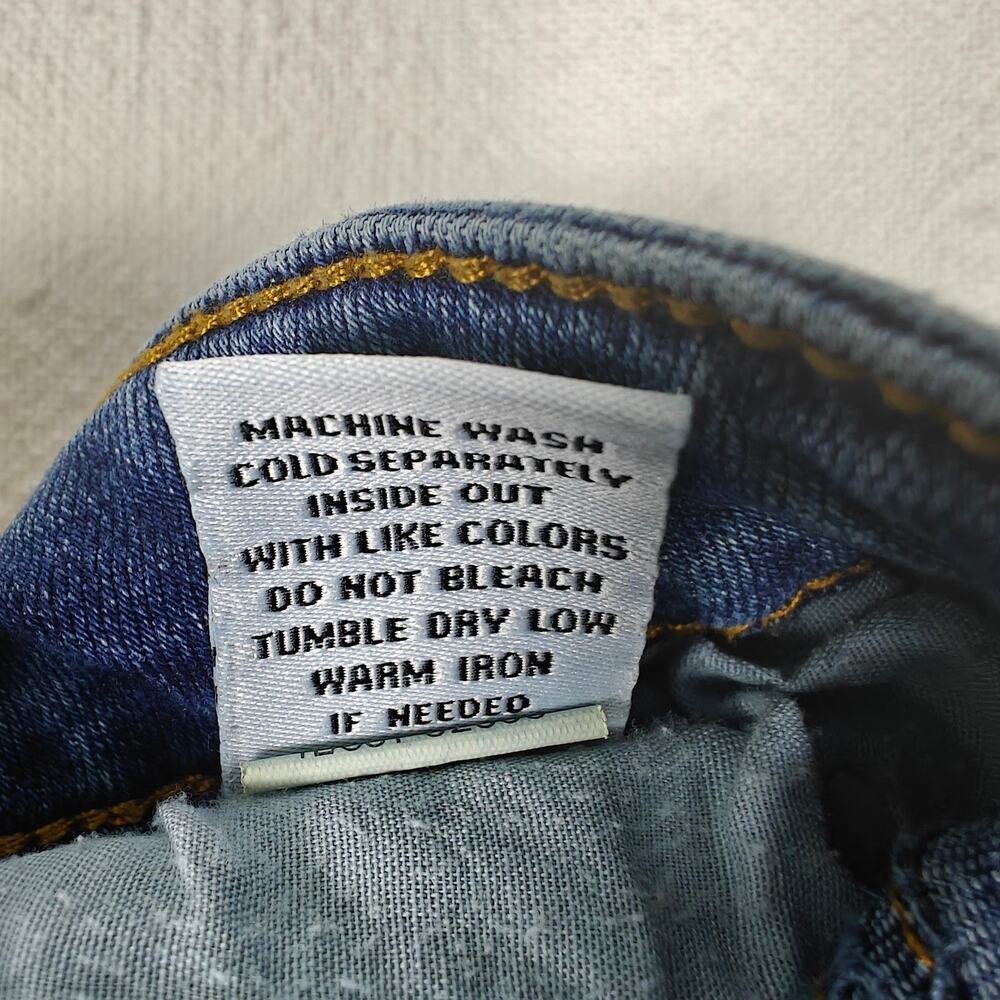 MACHINE WASH
COLD SEPARATELY
INSIDE OUT
WITH LIKE COLORS
DO NOT BLEACH
TUMBLE DRY LOW
WARM IRON
IF NEEDED